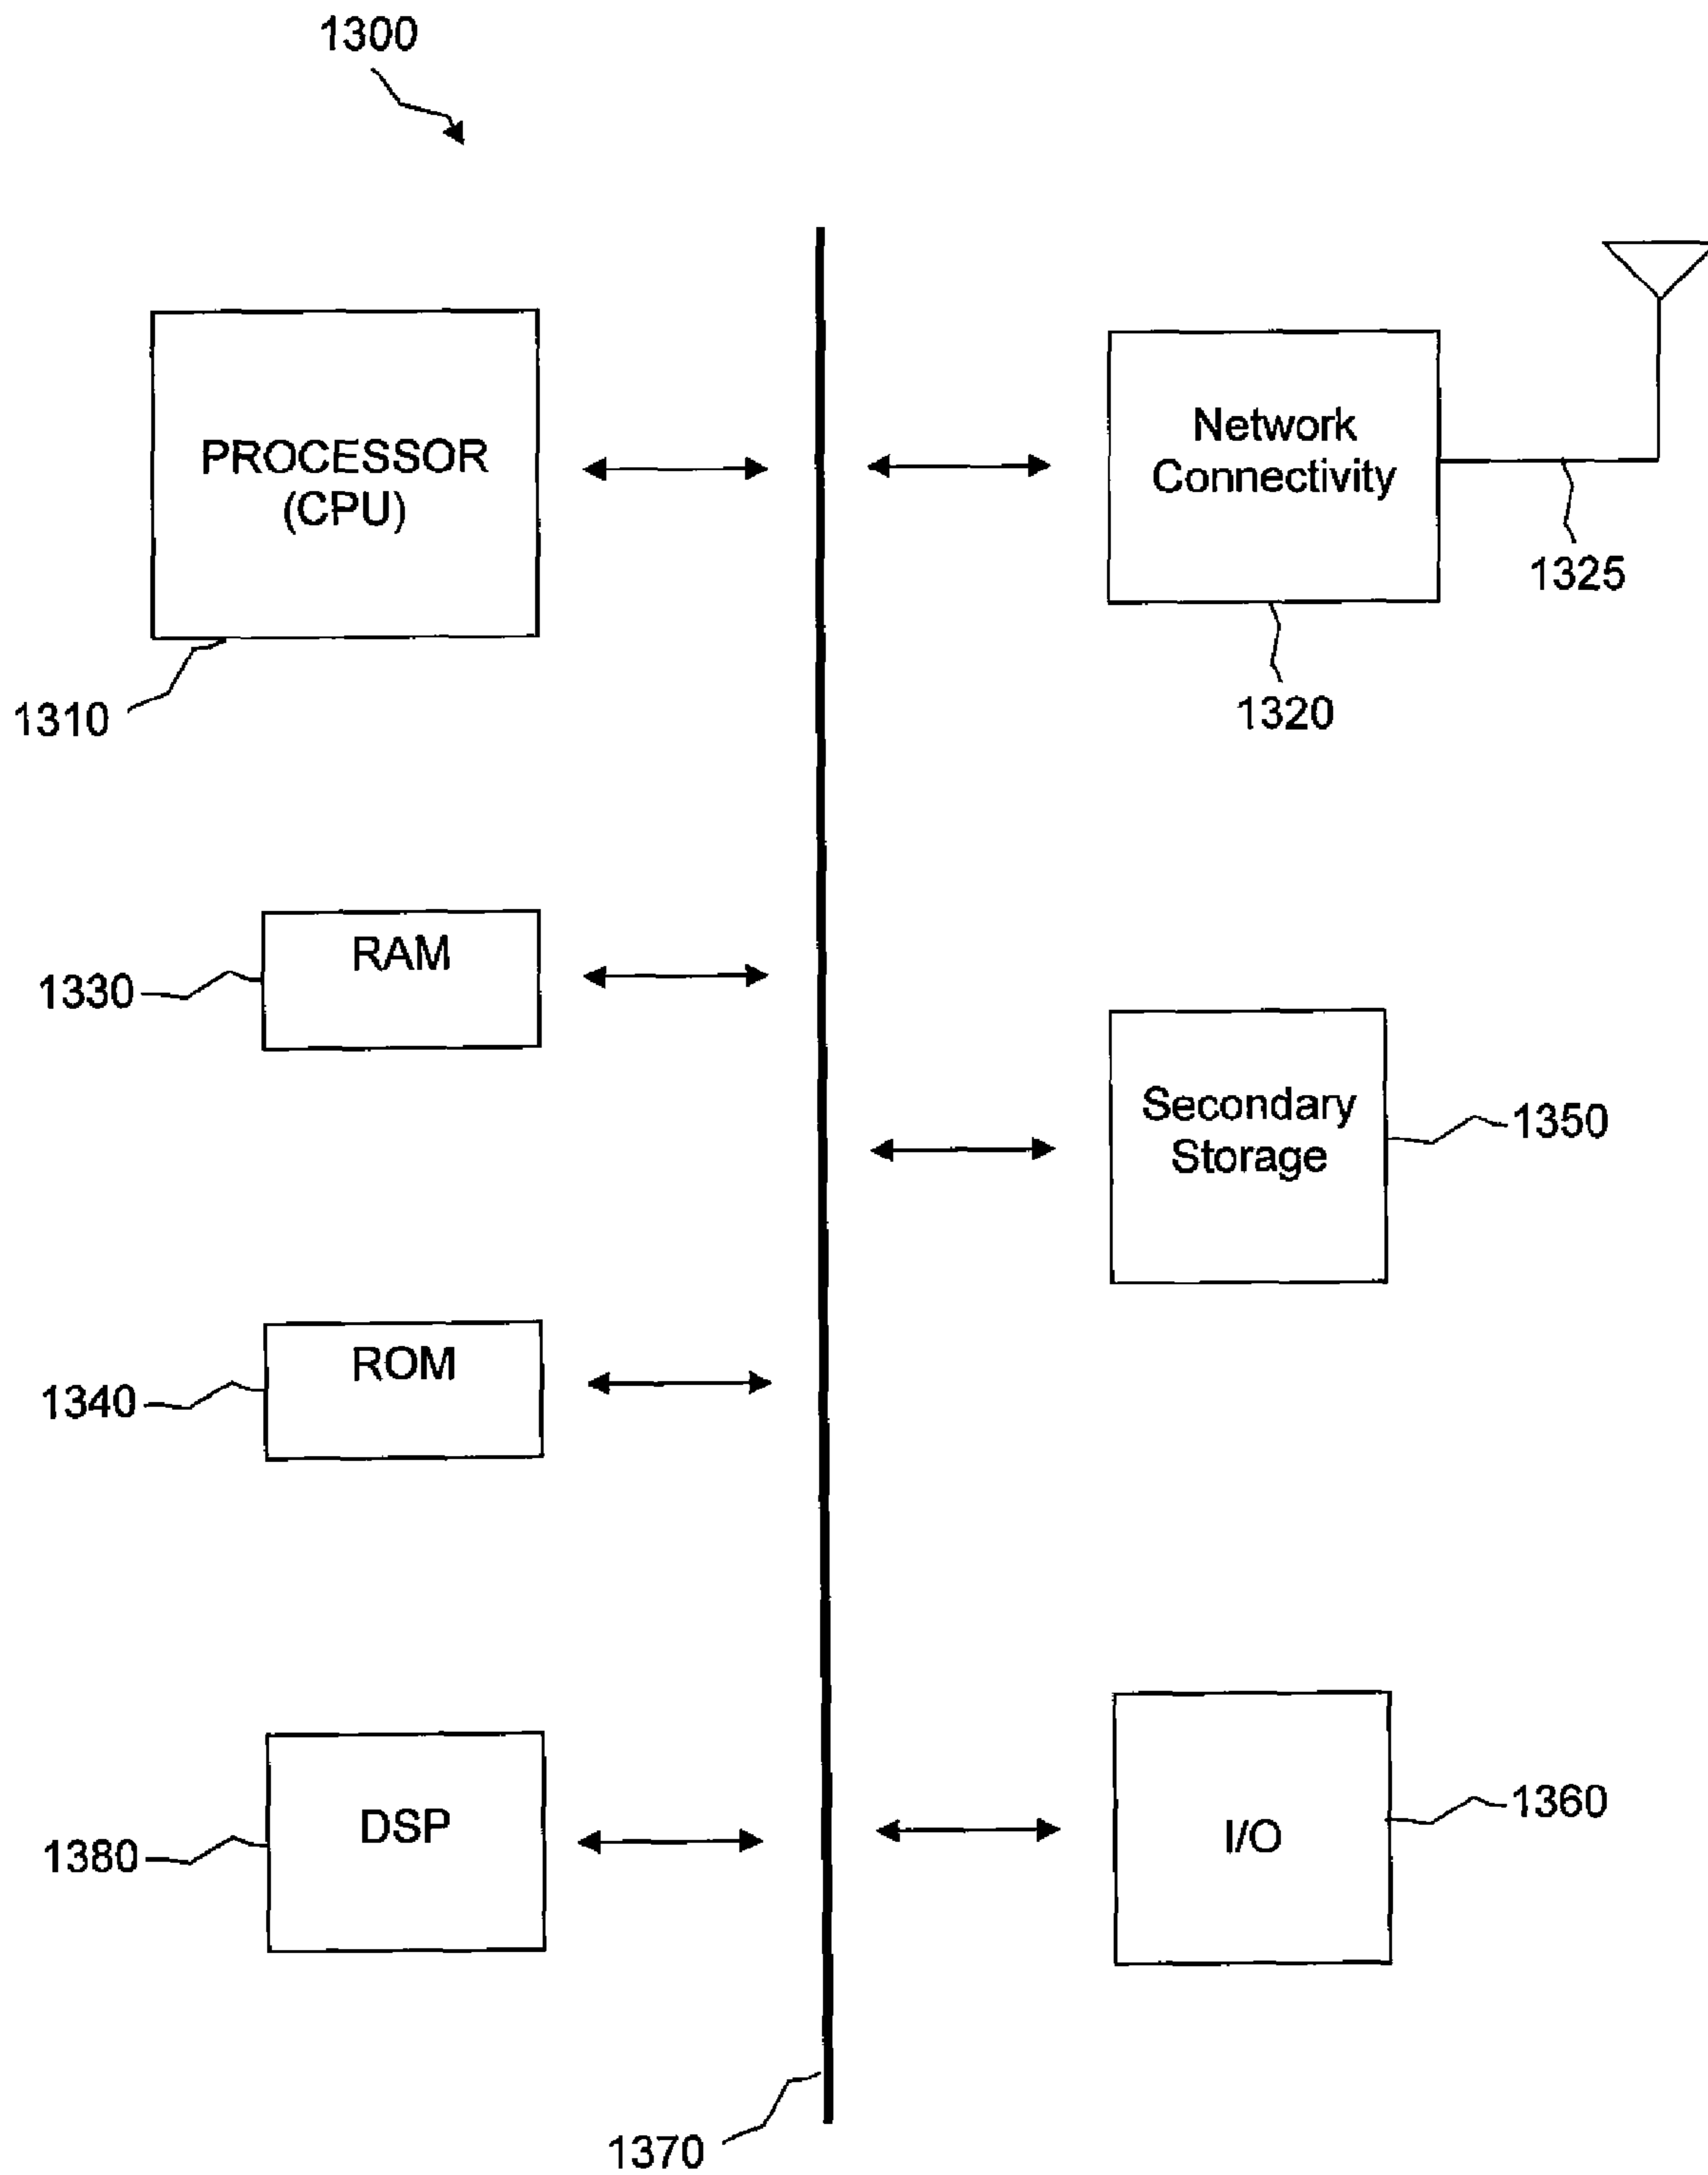 1300
PROCESSOR
(CPU)
1310
Network
Connectivity
1325
1320
RAM
1330
Secondary
Storage
1350
ROM
1340
DSP
1380
I/O
1360
1370